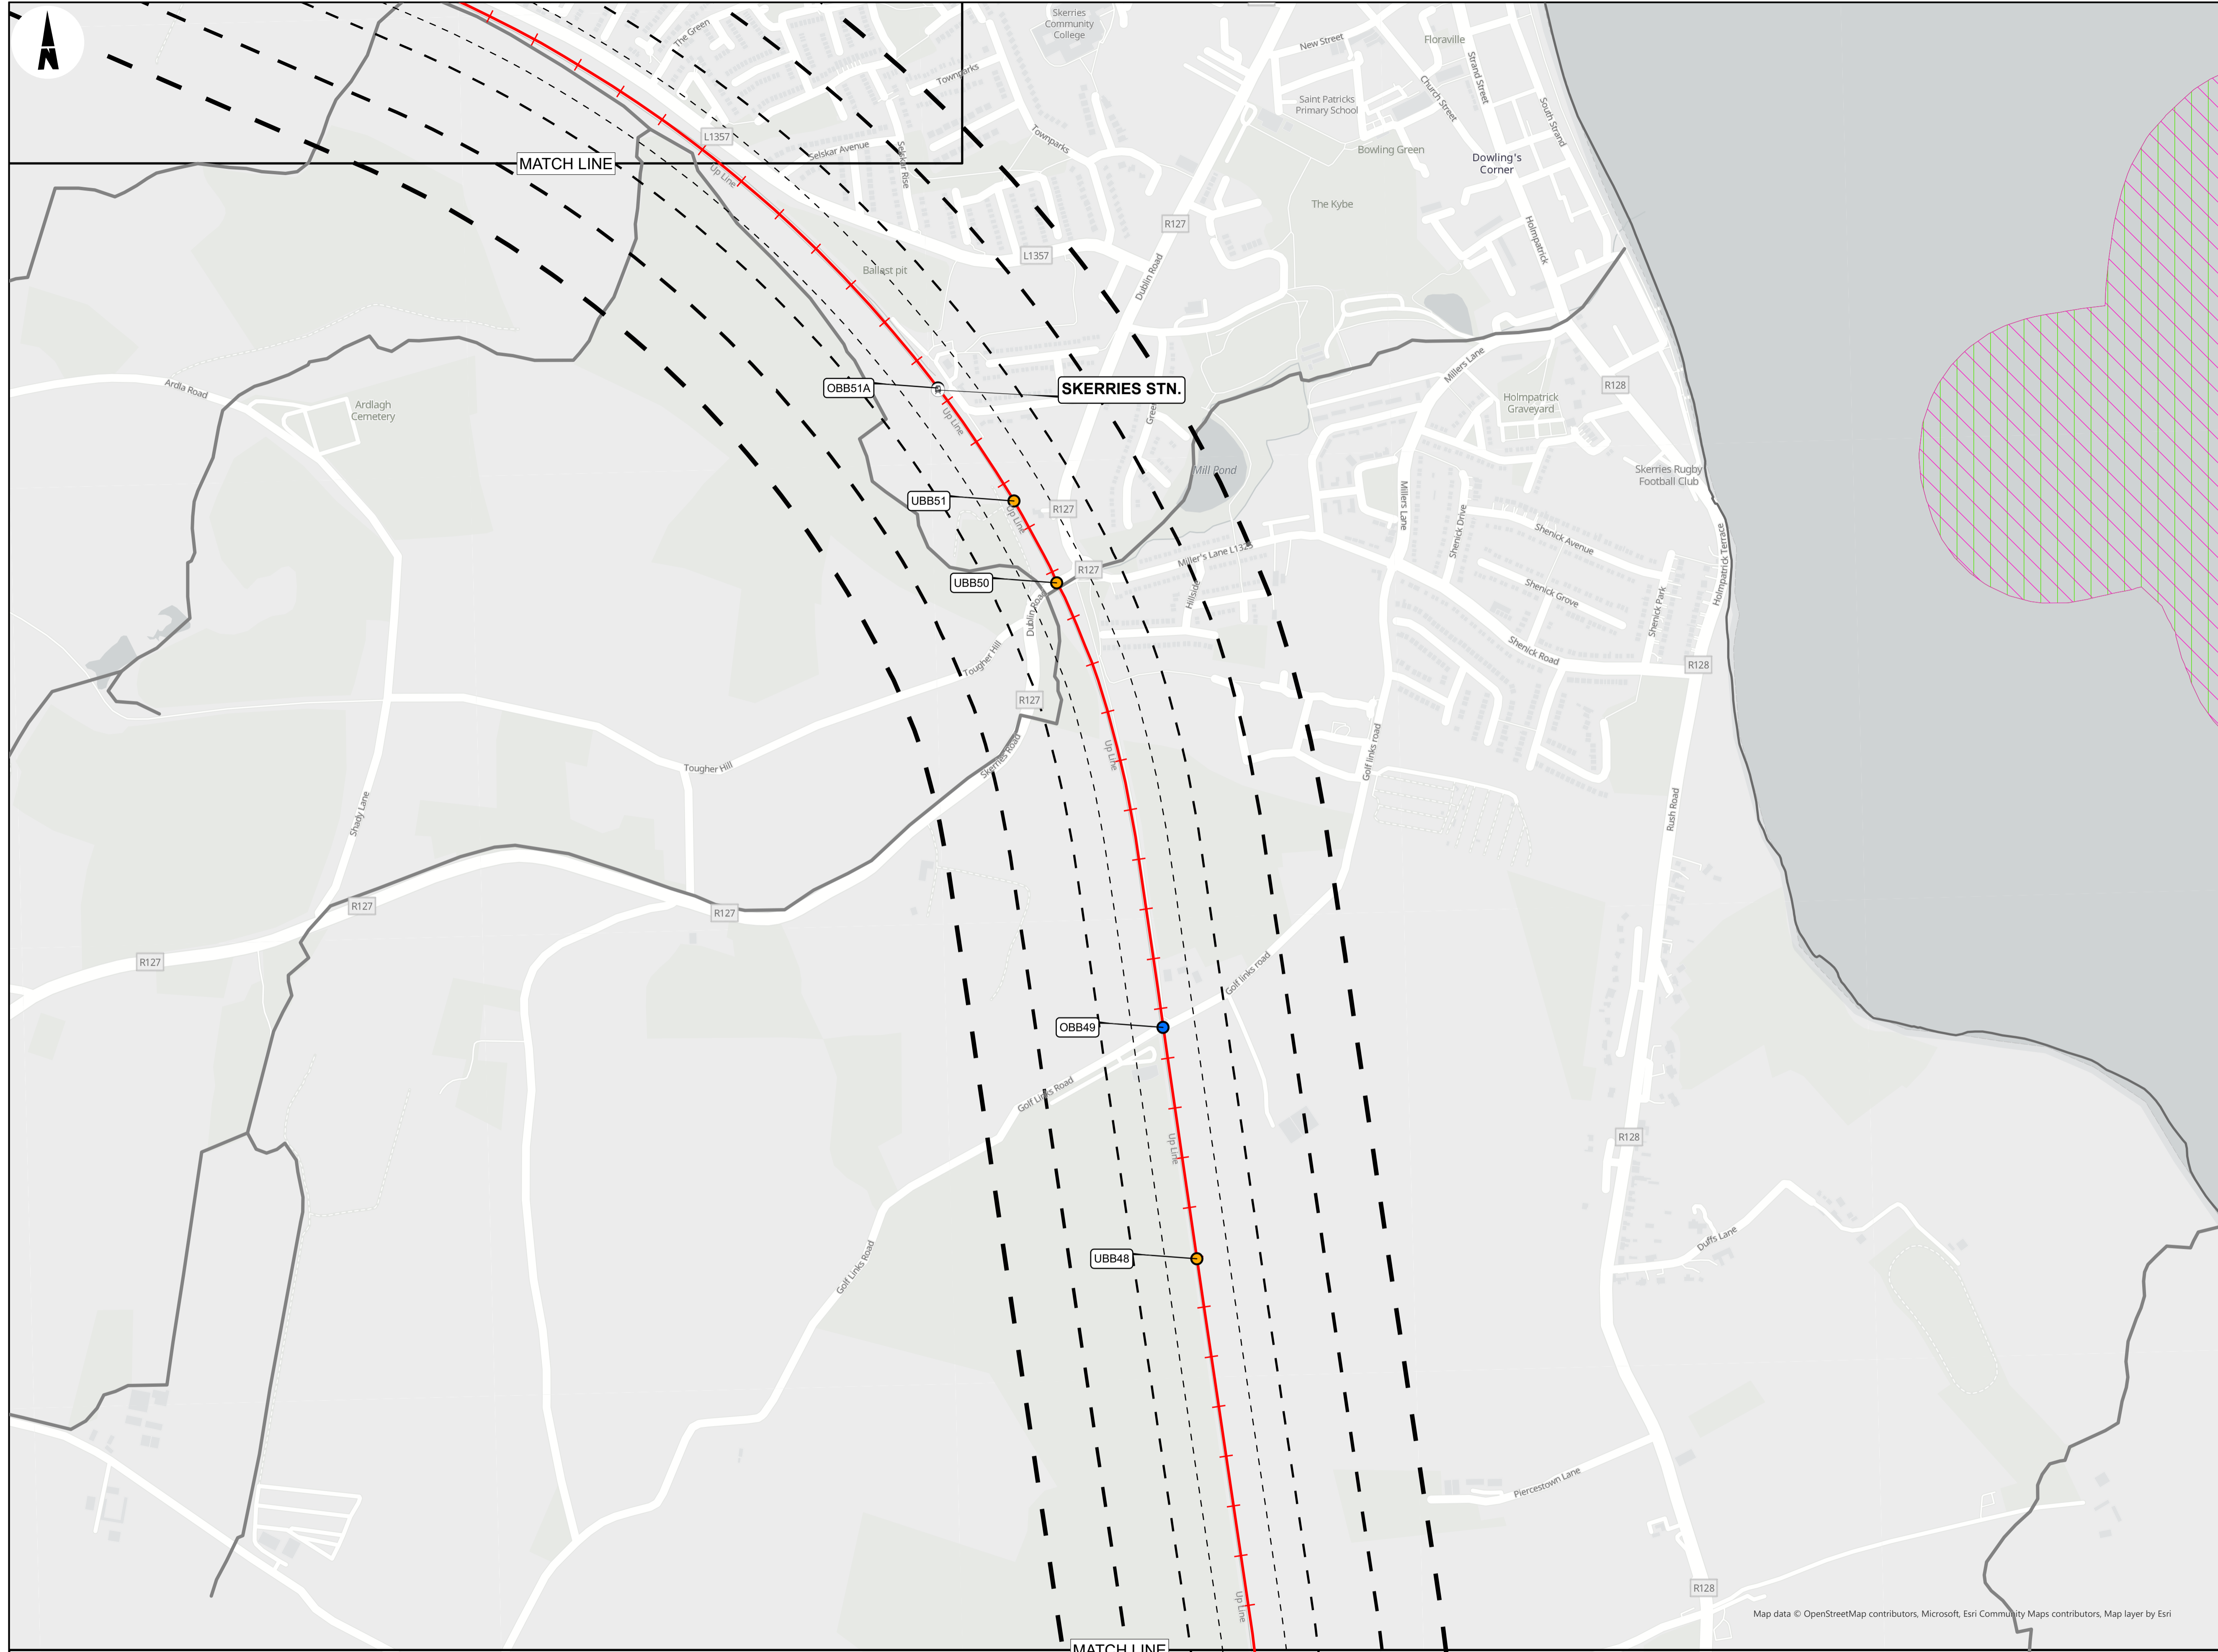 N
The Green
Skerries
Community
College
New Street
Floraville
Strand Street
Church Street
South Strand
Townparks
Saint Patricks
Primary School
L1357
Townparks
Selskar Avenue
Selskar Rise
Bowling Green
Dowling's
Corner
MATCH LINE
Up Line
The Kybe
R127
Holmpatrick
L1357
Ballast pit
Dublin Road
Millers Lane
Ardla Road
Ardlagh
Cemetery
OBB51A
SKERRIES STN.
R128
Holmpatrick
Graveyard
Up Line
Mill Pond
Skerries Rugby
Football Club
UBB51
R127
Up Line
Millers Lane
Shenick Drive
Shenick Avenue
Holmpatrick Terrace
Miller's Lane L1325
R127
UBB50
Hillside
Shenick Grove
Shenick Park
Dublin Roa
Tougher Hill
Shenick Road
R128
R127
Skerries Road
Up Line
Golf links road
Tougher Hill
Shady Lane
Rush Road
R127
R127
R127
Golf links road
OBB49
Golf Links Road
Up Line
R128
UBB48
Golf Links Road
Duffs Lane
Piercestown Lane
R128
Up Line
Map data © OpenStreetMap contributors, Microsoft, Esri Community Maps contributors, Map layer by Esri
MATCH LINE